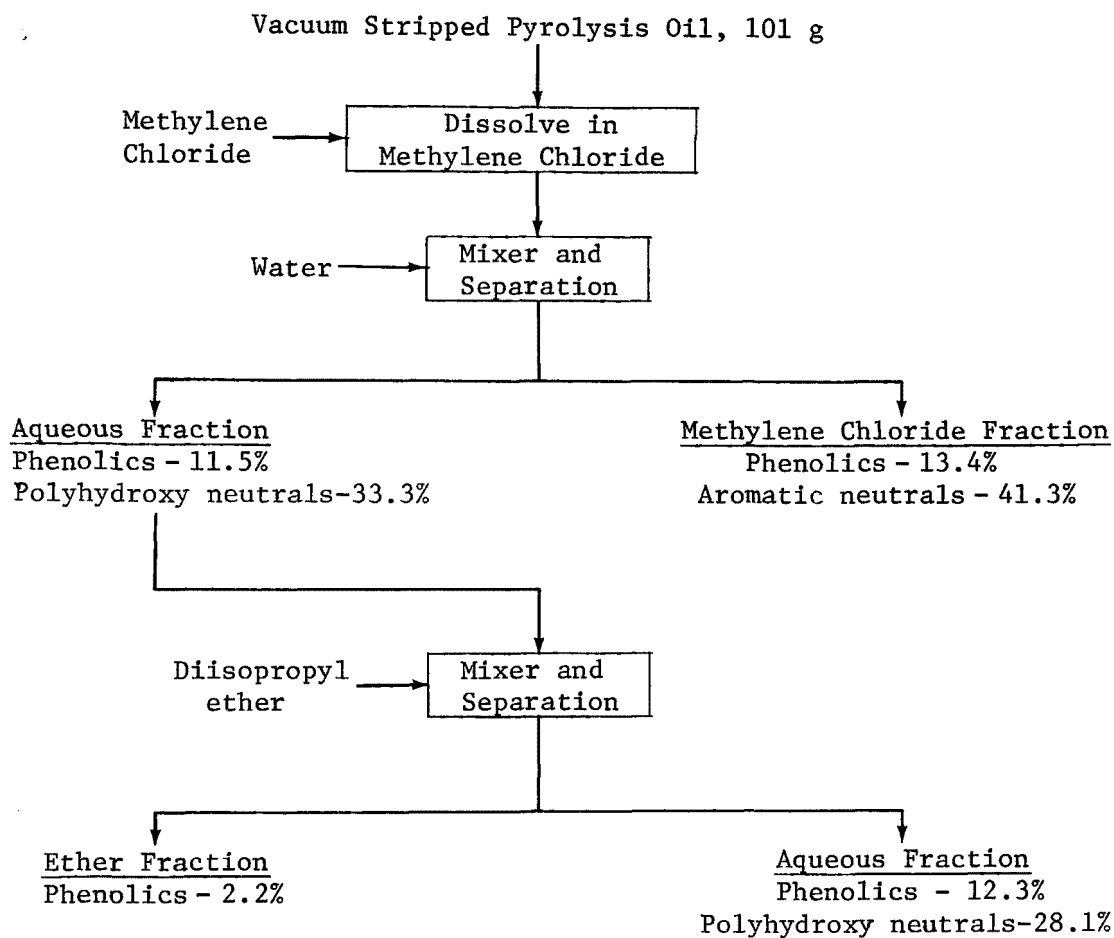 Vacuum Stripped Pyrolysis Oil, 101 g
Methylene
Chloride
Dissolve in
Methylene Chloride
Water
Mixer and
Separation
Aqueous Fraction
Phenolics - 11.5%
Polyhydroxy neutrals-33.3%
Methylene Chloride Fraction
Phenolics - 13.4%
Aromatic neutrals - 41.3%
Diisopropyl
ether
Mixer and
Separation
Ether Fraction
Phenolics - 2.2%
Aqueous Fraction
Phenolics - 12.3%
Polyhydroxy neutrals-28.1%